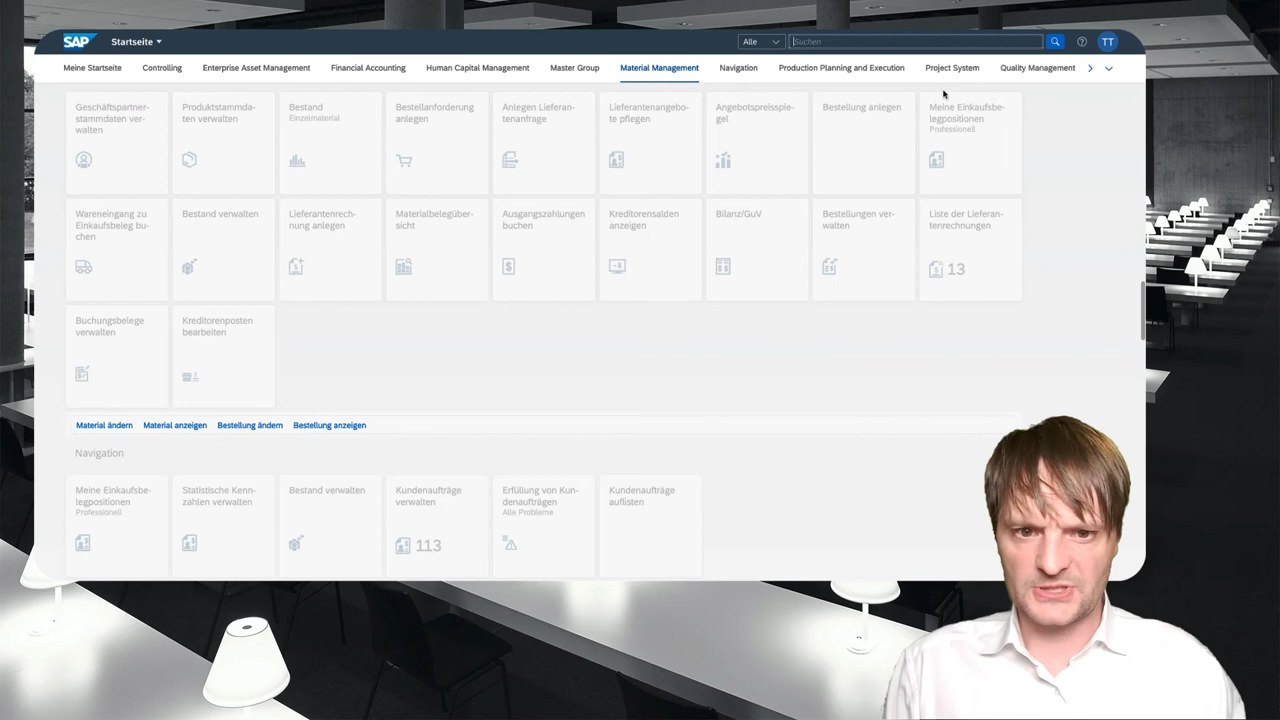 SAP Startseite Alle Suchen TT
Meine Startseite Controlling Enterprise Asset Management Financial Accounting Human Capital Management Master Group Material Management Navigation Production Planning and Execution Project System Quality Management
Geschäftspartner-
stammdaten ver-
walten
Produktstammda-
ten verwalten
Bestand
Einzelmaterial
Bestellanforderung
anlegen
Anlegen Lieferan-
tenanfrage
Lieferantenangebo-
te pflegen
Angebotspreisspie-
gel
Bestellung anlegen
Meine Einkaufsbe-
legpositionen
Professionell
Wareneingang zu
Einkaufsbeleg bu-
chen
Bestand verwalten
Lieferantenrech-
nung anlegen
Materialbelegüber-
sicht
Ausgangszahlungen
buchen
Kreditorensalden
anzeigen
Bilanz/GuV
Bestellungen ver-
walten
Liste der Lieferan-
tenrechnungen
13
Buchungsbelege
verwalten
Kreditorenposten
bearbeiten
Material ändern Material anzeigen Bestellung ändern Bestellung anzeigen
Navigation
Meine Einkaufsbe-
legpositionen
Professionell
Statistische Kenn-
zahlen verwalten
Bestand verwalten
Kundenaufträge
verwalten
113
Erfüllung von Kun-
denaufträgen
Alle Probleme
Kundenaufträge
auflisten